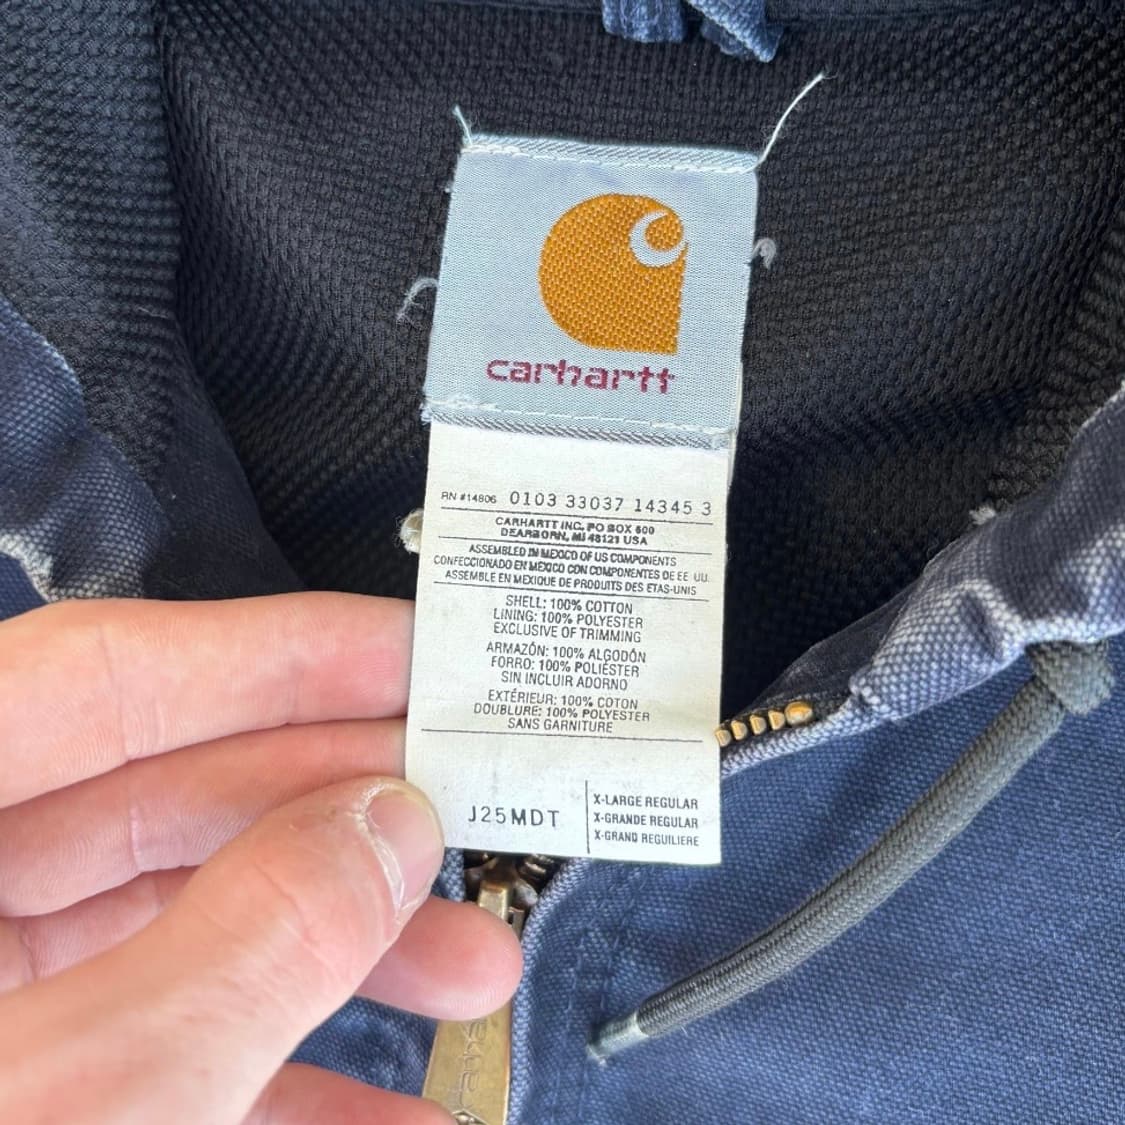 carhartt
RN #14806 0103 33037 14345 3
CARHARTT INC, PO BOX 600
DEARBORN, MI 48121 USA
ASSEMBLED IN MEXICO OF US COMPONENTS
CONFECCIONADO EN MEXICO CON COMPONENTES DE EE UU
ASSEMBLE EN MEXIQUE DE PRODUITS DES ETAS-UNIS
SHELL: 100% COTTON
LINING: 100% POLYESTER
EXCLUSIVE OF TRIMMING
ARMAZÓN: 100% ALGODÓN
FORRO: 100% POLIÉSTER
SIN INCLUIR ADORNO
EXTÉRIEUR: 100% COTON
DOUBLURE: 100% POLYESTER
SANS GARNITURE
J25MDT
X-LARGE REGULAR
X-GRANDE REGULAR
X-GRAND REGUILIERE